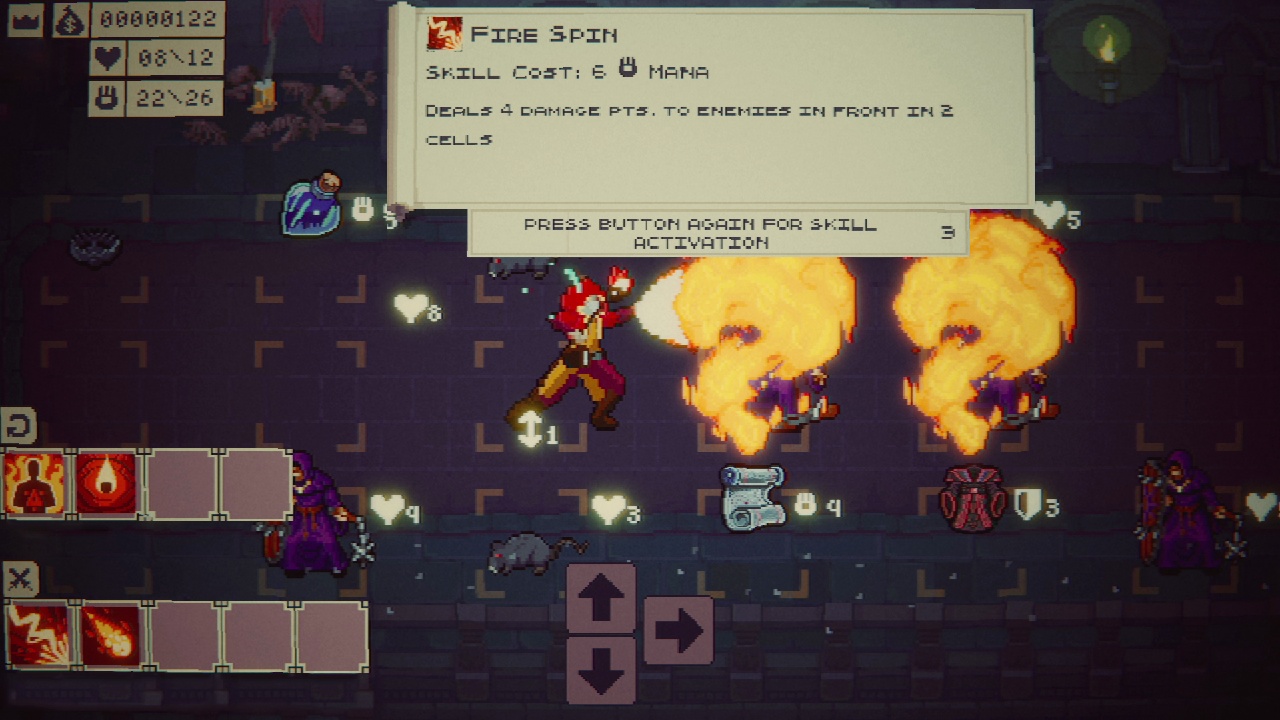 00000122
FIRE SPIN
08\12
SKILL COST: 6 MANA
22\26
DEALS 4 DAMAGE PTS. TO ENEMIES IN FRONT IN 2
CELLS
5
PRESS BUTTON AGAIN FOR SKILL
ACTIVATION
3
8
1
9
3
9
3